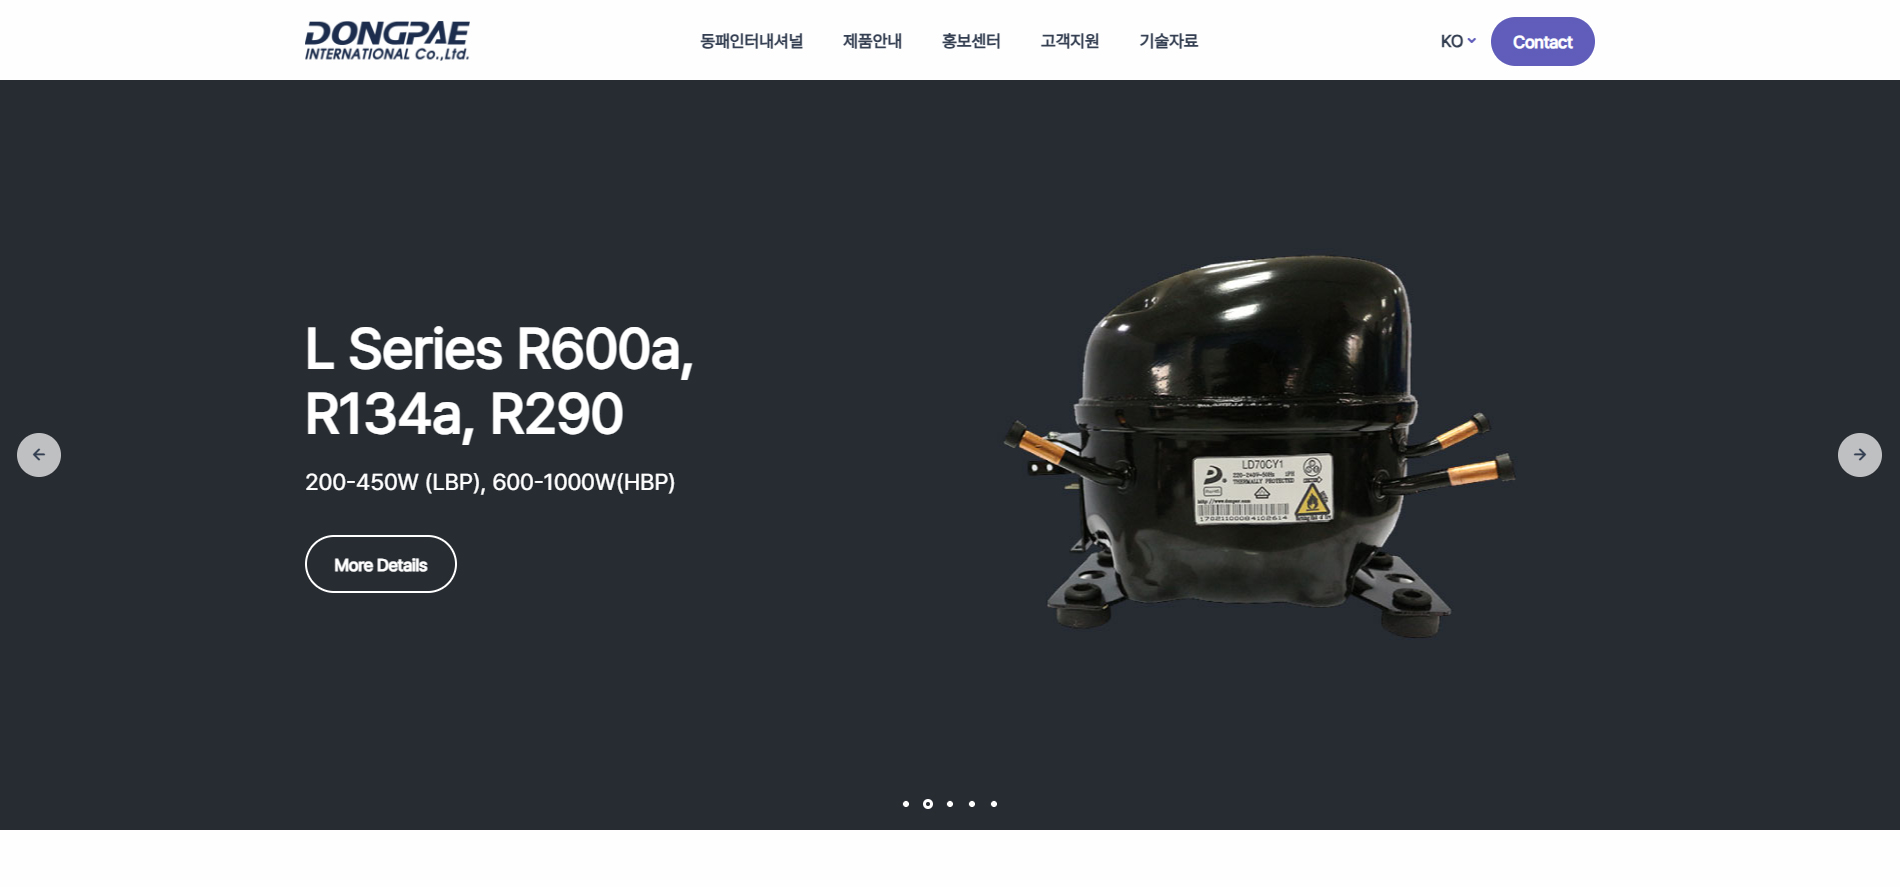 DONGPAE
INTERNATIONAL Co.,Ltd.
동패인터내셔널
제품안내
홍보센터
고객지원
기술자료
KO
Contact
L Series R600a,
R134a, R290
200-450W (LBP), 600-1000W(HBP)
More Details
LD70CY1
THERMALLY PROTECTED